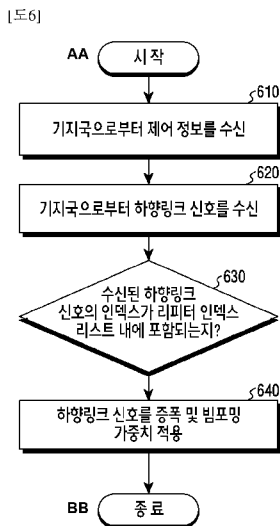 [도6]
AA
시작
610
기지국으로부터 제어 정보를 수신
620
기지국으로부터 하향링크 신호를 수신
630
수신된 하향링크
신호의 인덱스가 리피터 인덱스
리스트 내에 포함되는지?
640
하향링크 신호를 증폭 및 빔포밍
가중치 적용
BB
종료